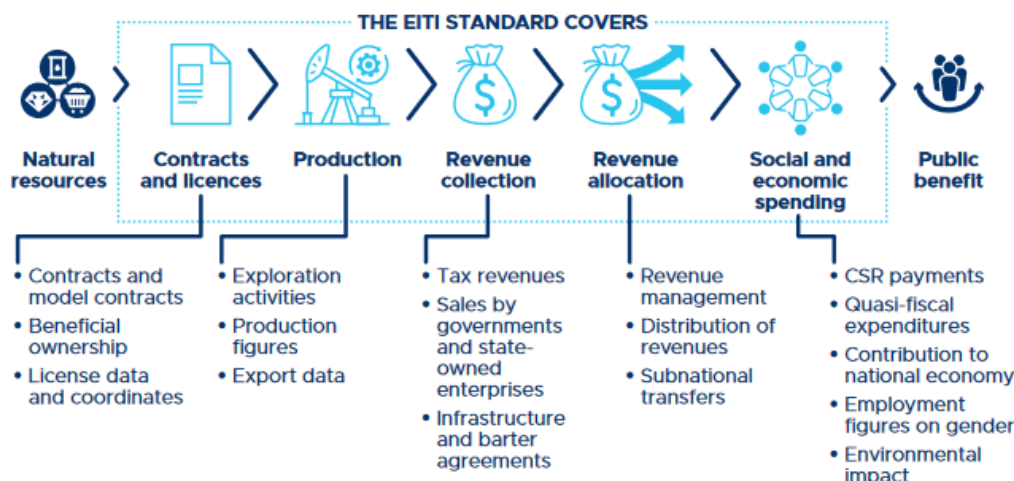 THE EITI STANDARD COVERS
Natural
resources
Contracts
and licences
Production
Revenue
collection
Revenue
allocation
Social and
economic
spending
Public
benefit
• Contracts and
model contracts
• Beneficial
ownership
• License data
and coordinates
• Exploration
activities
• Production
figures
• Export data
• Tax revenues
• Sales by
governments
and state-
owned
enterprises
• Infrastructure
and barter
agreements
• Revenue
management
• Distribution of
revenues
• Subnational
transfers
• CSR payments
• Quasi-fiscal
expenditures
• Contribution to
national economy
• Employment
figures on gender
• Environmental
impact